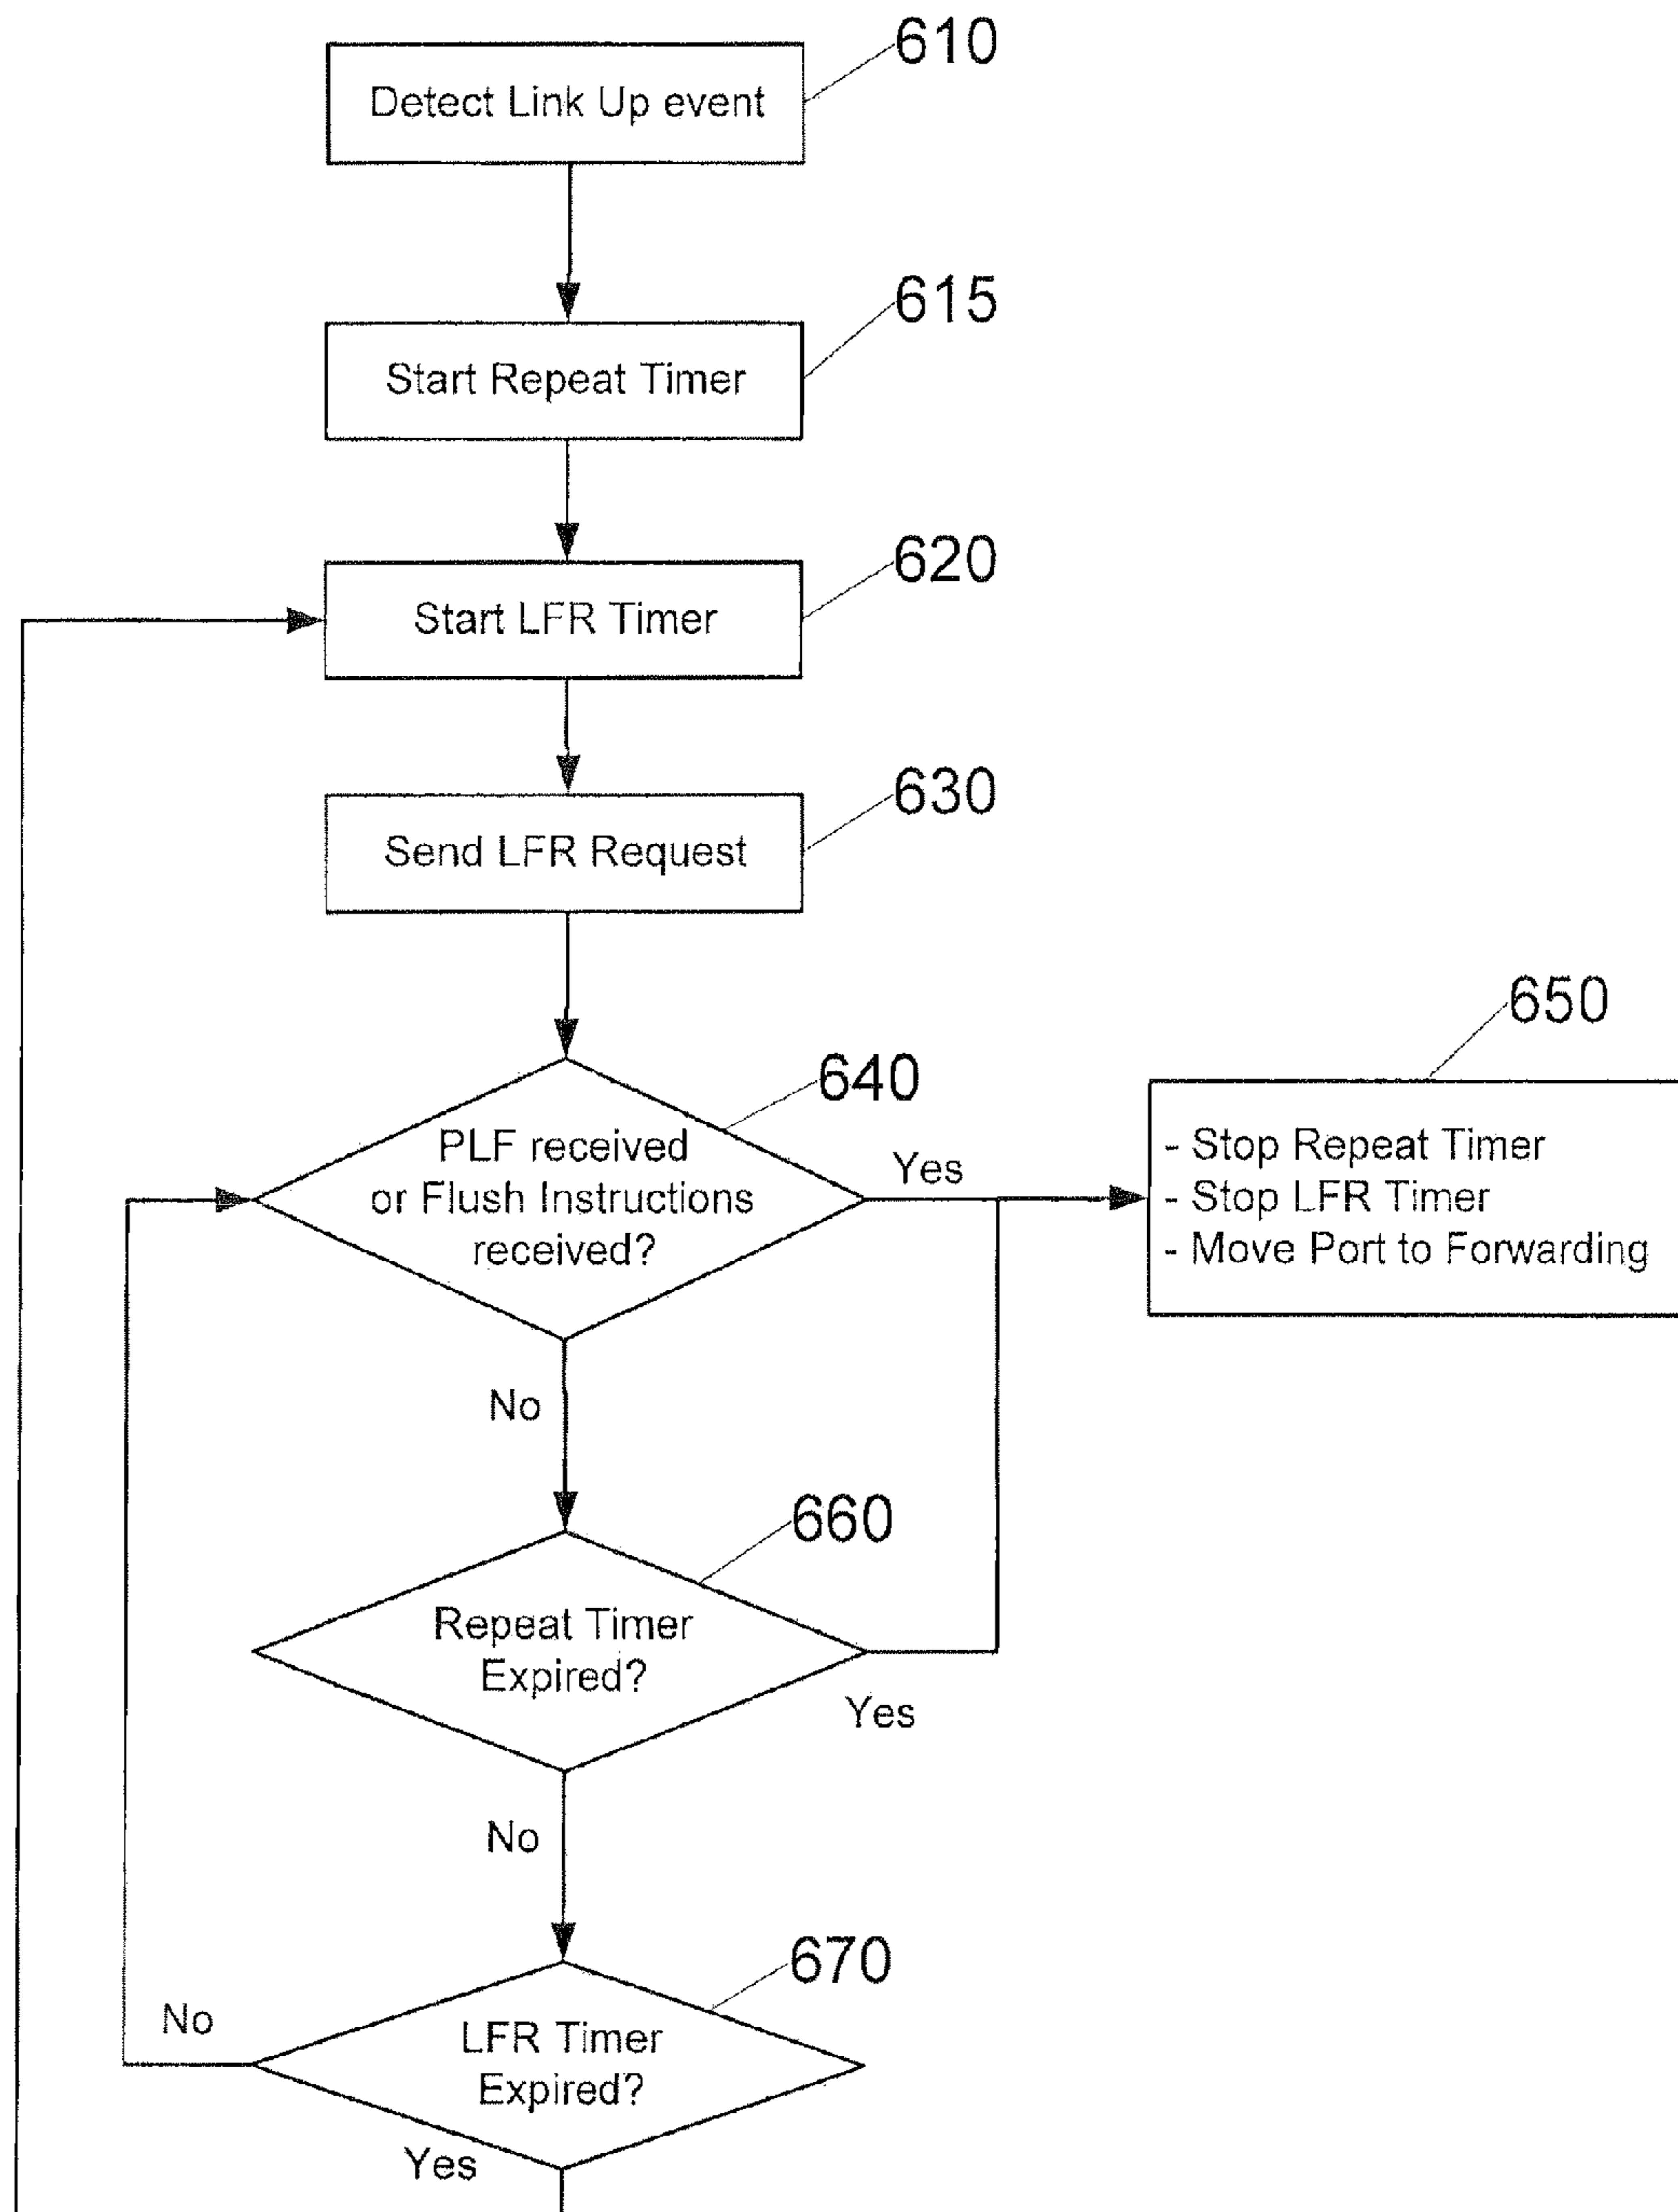 610
Detect Link Up event
615
Start Repeat Timer
620
Start LFR Timer
630
Send LFR Request
640
PLF received
or Flush Instructions
received?
Yes
650
- Stop Repeat Timer
- Stop LFR Timer
- Move Port to Forwarding
No
660
Repeat Timer
Expired?
Yes
No
670
No
LFR Timer
Expired?
Yes